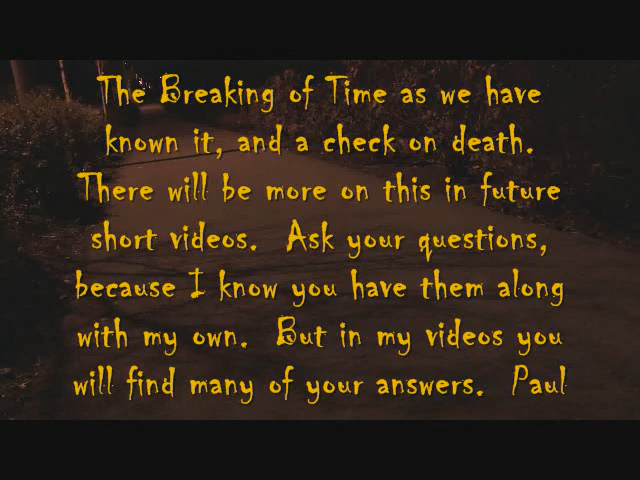 The Breaking of Time as we have
known it, and a check on death.
There will be more on this in future
short videos.  Ask your questions,
because I know you have them along
with my own.  But in my videos you
will find many of your answers.  Paul